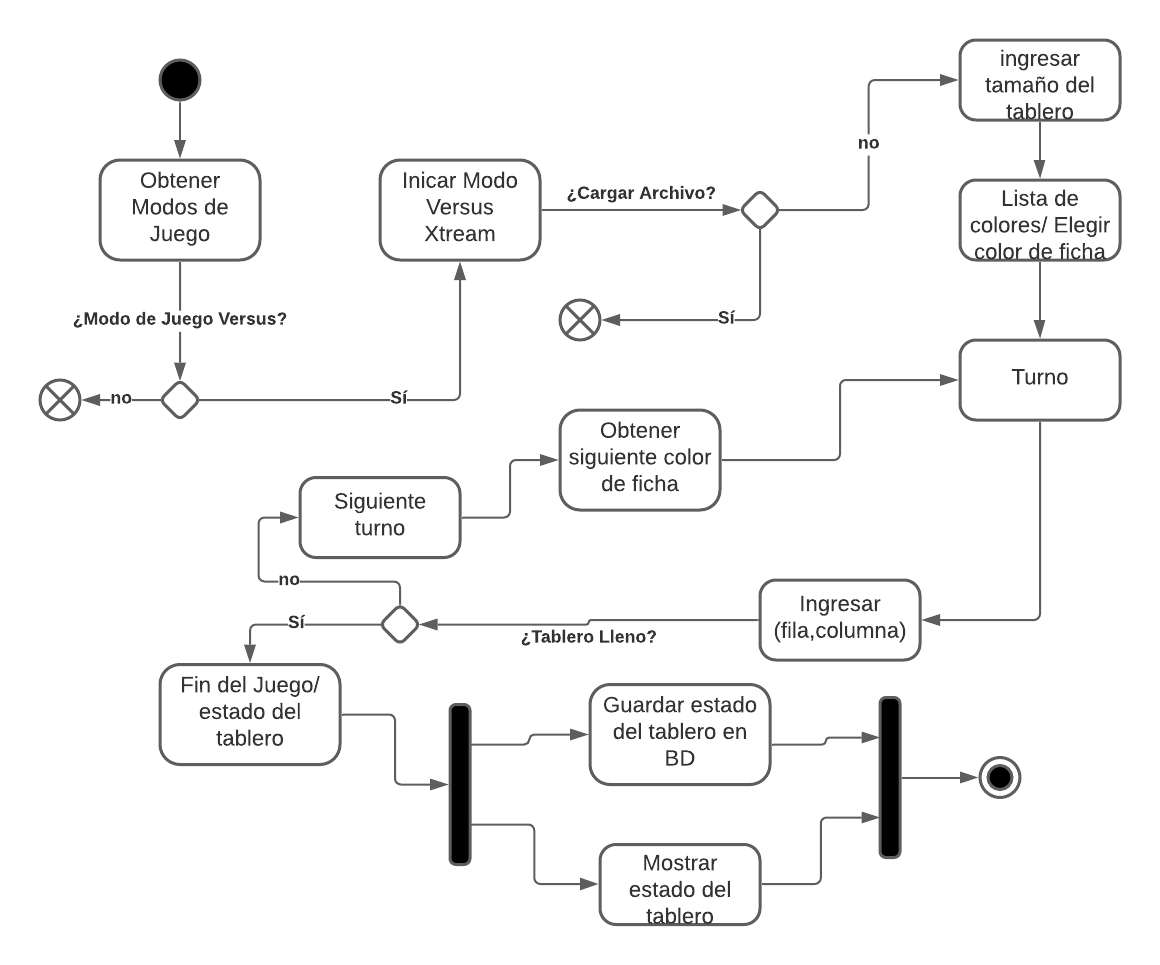 Obtener
Modos de
Juego
¿Modo de Juego Versus?
no
Sí
Inicar Modo
Versus
Xtream
¿Cargar Archivo?
Sí
no
ingresar
tamaño del
tablero
Lista de
colores/ Elegir
color de ficha
Turno
Ingresar
(fila,columna)
¿Tablero Lleno?
no
Siguiente
turno
Obtener
siguiente color
de ficha
Sí
Fin del Juego/
estado del
tablero
Guardar estado
del tablero en
BD
Mostrar
estado del
tablero